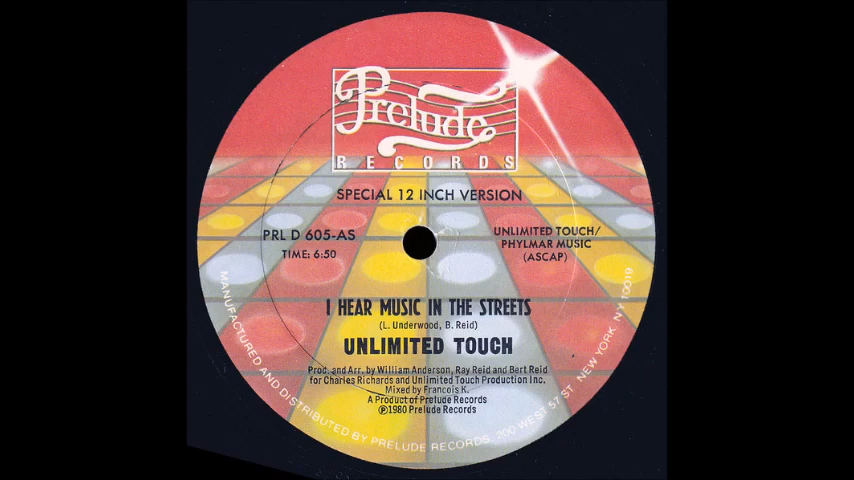 Prelude
RECORDS
SPECIAL 12 INCH VERSION
PRL D 605-AS
TIME: 6:50
UNLIMITED TOUCH/
PHYLMAR MUSIC
(ASCAP)
I HEAR MUSIC IN THE STREETS
(L. Underwood, B. Reid)
UNLIMITED TOUCH
Prod. and Arr. by William Anderson, Ray Reid and Bert Reid
for Charles Richards and Unlimited Touch Production Inc.
Mixed by Francois K.
A Product of Prelude Records
Ⓟ1980 Prelude Records
MANUFACTURED AND DISTRIBUTED BY PRELUDE RECORDS, 200 WEST 57 ST. NEW YORK, NY 10019